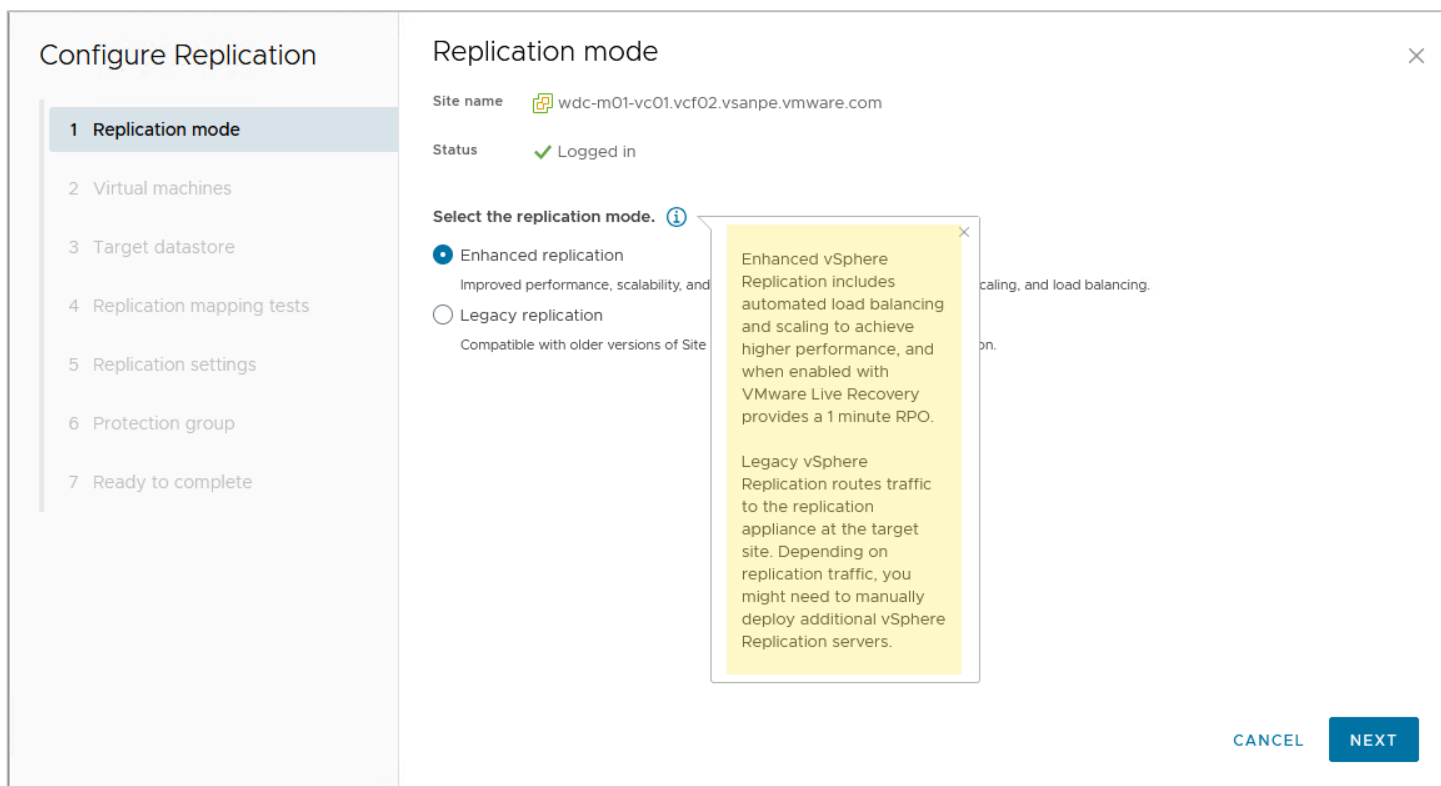 Configure Replication
1 Replication mode
2 Virtual machines
3 Target datastore
4 Replication mapping tests
5 Replication settings
6 Protection group
7 Ready to complete
Replication mode
Site name wdc-m01-vc01.vcf02.vsanpe.vmware.com
Status Logged in
Select the replication mode.
Enhanced replication
Improved performance, scalability, and
caling, and load balancing.
Legacy replication
Compatible with older versions of Site
on.
Enhanced vSphere
Replication includes
automated load balancing
and scaling to achieve
higher performance, and
when enabled with
VMware Live Recovery
provides a 1 minute RPO.
Legacy vSphere
Replication routes traffic
to the replication
appliance at the target
site. Depending on
replication traffic, you
might need to manually
deploy additional vSphere
Replication servers.
CANCEL
NEXT